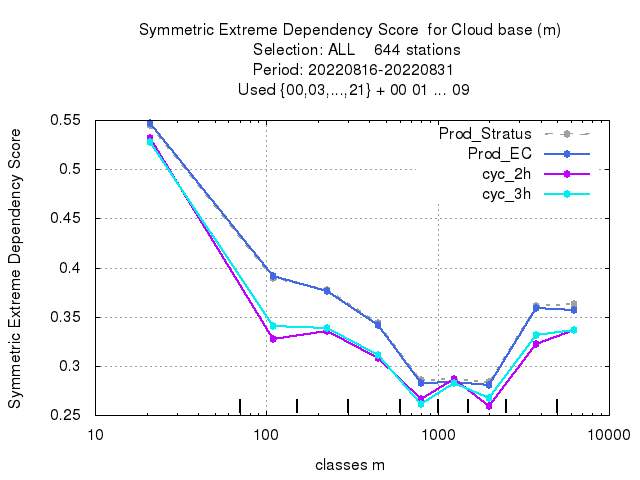 Symmetric Extreme Dependency Score for Cloud base (m)
Selection: ALL 644 stations
Period: 20220816-20220831
Used {00,03,...,21} + 00 01 ... 09
Symmetric Extreme Dependency Score
0.55
0.5
0.45
0.4
0.35
0.3
0.25
Prod_Stratus
Prod_EC
cyc_2h
cyc_3h
10 100 1000 10000
classes m